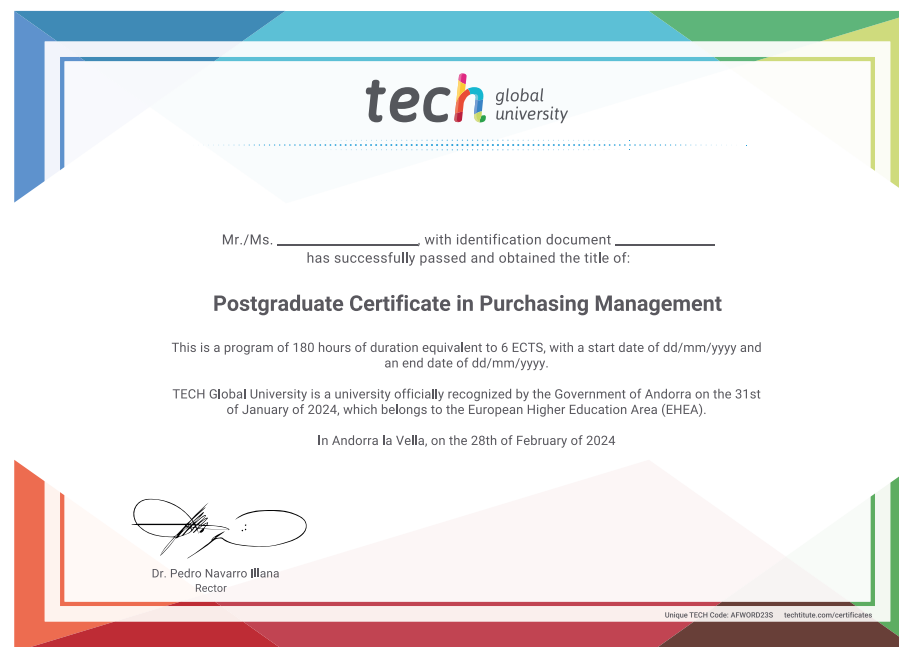 tech global
university
Mr./Ms. ____________________, with identification document ______________
has successfully passed and obtained the title of:
Postgraduate Certificate in Purchasing Management
This is a program of 180 hours of duration equivalent to 6 ECTS, with a start date of dd/mm/yyyy and
an end date of dd/mm/yyyy.
TECH Global University is a university officially recognized by the Government of Andorra on the 31st
of January of 2024, which belongs to the European Higher Education Area (EHEA).
In Andorra la Vella, on the 28th of February of 2024
Dr. Pedro Navarro Illana
Rector
Unique TECH Code: AFWORD23S techtitute.com/certificates